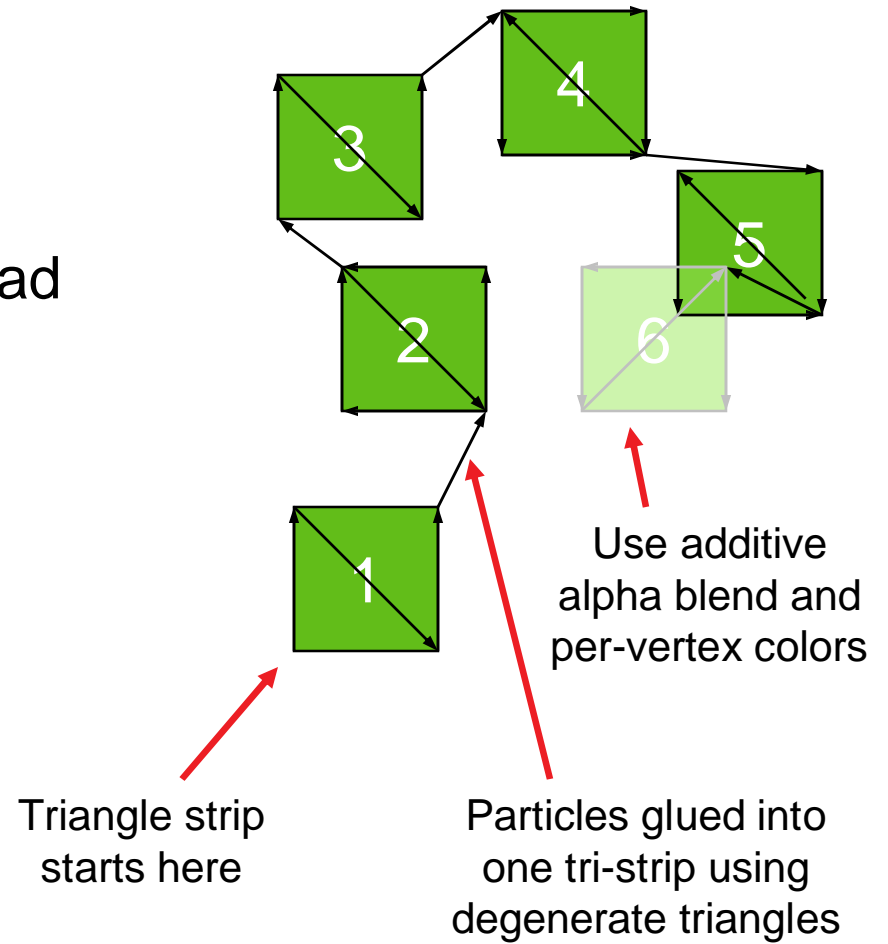 4
3
5
ad
2
6
1
Use additive
alpha blend and
per-vertex colors
Triangle strip
starts here
Particles glued into
one tri-strip using
degenerate triangles